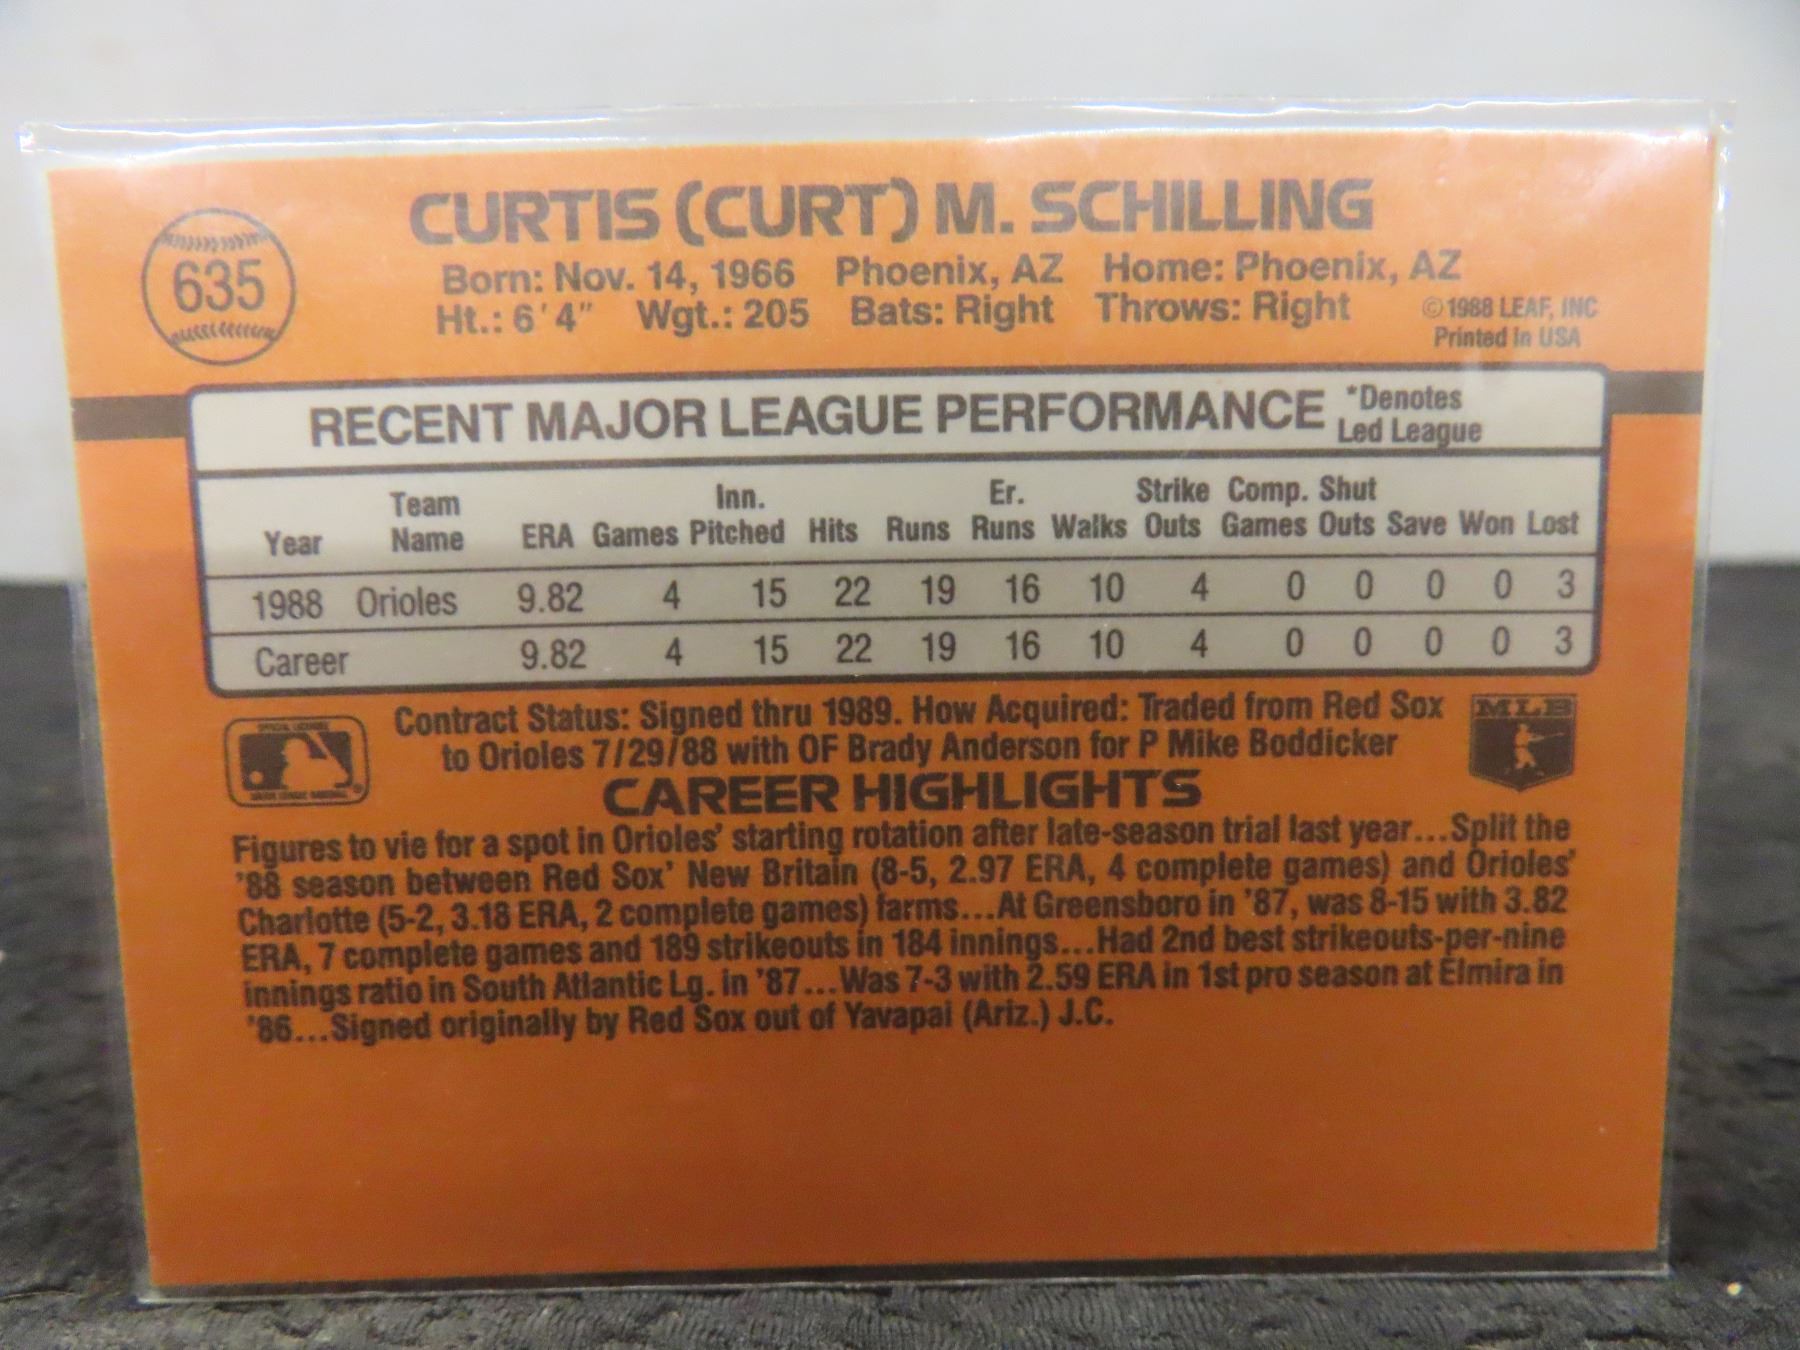 635
CURTIS (CURT) M. SCHILLING
Born: Nov. 14, 1966 Phoenix, AZ Home: Phoenix, AZ
Ht.: 6'4" Wgt.: 205 Bats: Right Throws: Right
© 1988 LEAF, INC
Printed in USA
RECENT MAJOR LEAGUE PERFORMANCE *Denotes Led League
Year Team Name ERA Games Inn. Pitched Hits Runs Er. Runs Walks Strike Outs Comp. Games Shut Outs Save Won Lost
1988 Orioles 9.82 4 15 22 19 16 10 4 0 0 0 0 3
Career 9.82 4 15 22 19 16 10 4 0 0 0 0 3
Contract Status: Signed thru 1989. How Acquired: Traded from Red Sox
to Orioles 7/29/88 with OF Brady Anderson for P Mike Boddicker
MLB
CAREER HIGHLIGHTS
Figures to vie for a spot in Orioles' starting rotation after late-season trial last year...Split the
'88 season between Red Sox' New Britain (8-5, 2.97 ERA, 4 complete games) and Orioles'
Charlotte (5-2, 3.18 ERA, 2 complete games) farms...At Greensboro in '87, was 8-15 with 3.82
ERA, 7 complete games and 189 strikeouts in 184 innings...Had 2nd best strikeouts-per-nine
innings ratio in South Atlantic Lg. in '87...Was 7-3 with 2.59 ERA in 1st pro season at Elmira in
'86...Signed originally by Red Sox out of Yavapai (Ariz.) J.C.